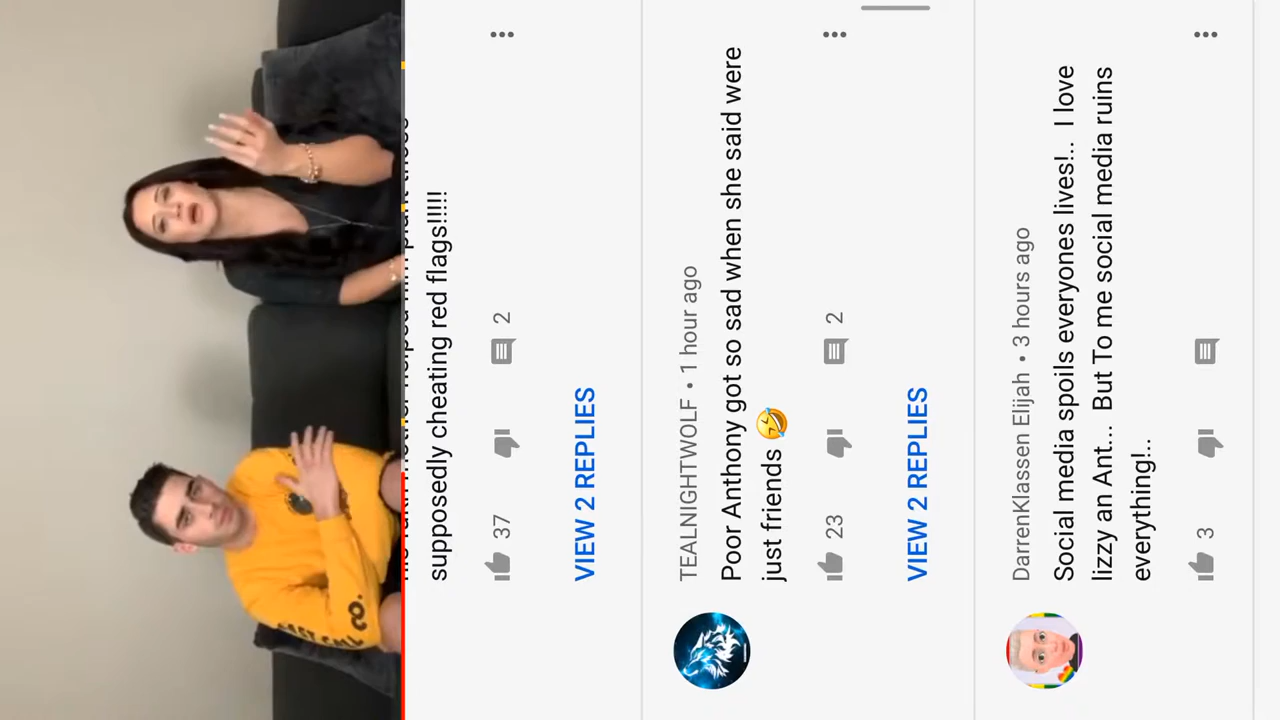 supposedly cheating red flags!!!!!
37
2
VIEW 2 REPLIES
TEALNIGHTWOLF • 1 hour ago
Poor Anthony got so sad when she said were
just friends 🤣
23
2
VIEW 2 REPLIES
DarrenKlassen Elijah • 3 hours ago
Social media spoils everyones lives!.. I love
lizzy an Ant... But To me social media ruins
everything!..
3